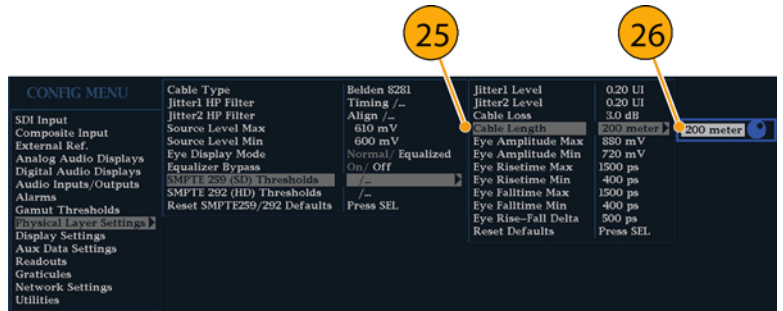 25
26
CONFIG MENU
SDI Input
Composite Input
External Ref.
Analog Audio Displays
Digital Audio Displays
Audio Inputs/Outputs
Alarms
Gamut Thresholds
Physical Layer Settings
Display Settings
Aux Data Settings
Readouts
Graticules
Network Settings
Utilities
Cable Type Belden 8281
Jitter1 HP Filter Timing /...
Jitter2 HP Filter Align /...
Source Level Max 610 mV
Source Level Min 600 mV
Eye Display Mode Normal/ Equalized
Equalizer Bypass On/ Off
SMPTE 259 (SD) Thresholds /...
SMPTE 292 (HD) Thresholds /...
Reset SMPTE259/292 Defaults Press SEL
Jitter1 Level 0.20 UI
Jitter2 Level 0.20 UI
Cable Loss 3.0 dB
Cable Length 200 meter
Eye Amplitude Max 880 mV
Eye Amplitude Min 720 mV
Eye Risetime Max 1500 ps
Eye Risetime Min 400 ps
Eye Falltime Max 1500 ps
Eye Falltime Min 400 ps
Eye Rise–Fall Delta 500 ps
Reset Defaults Press SEL
200 meter